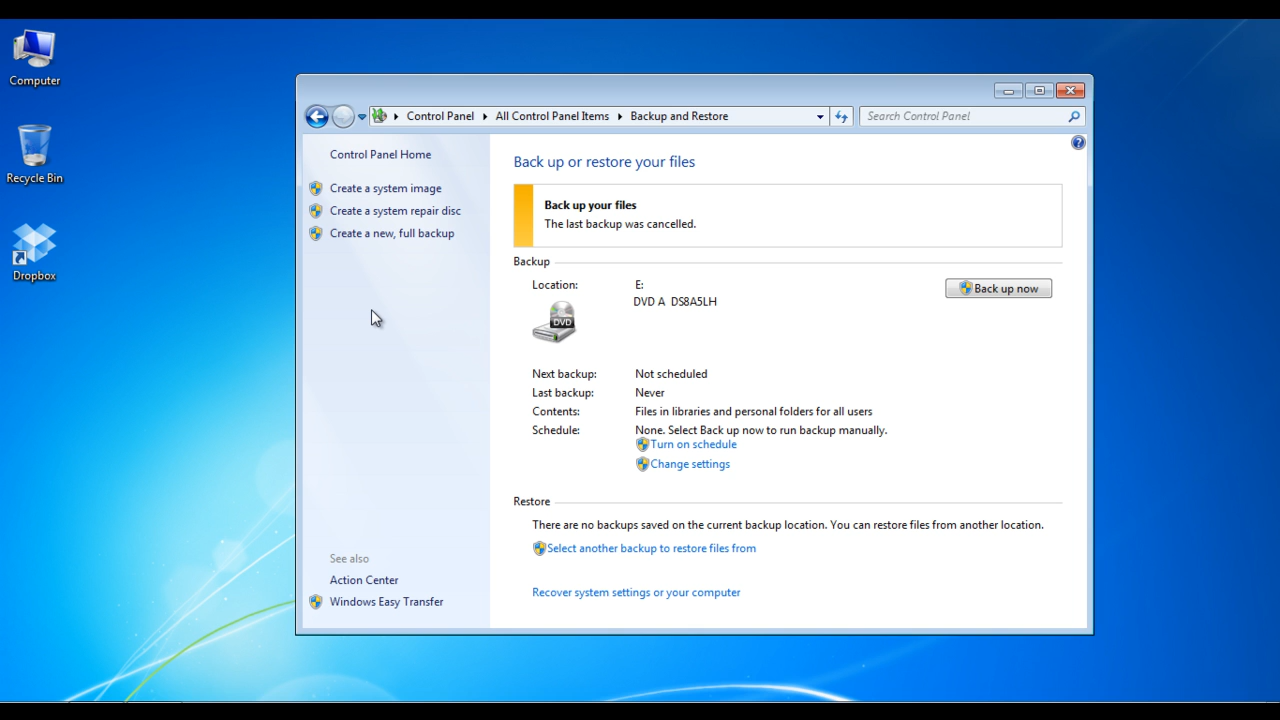 Computer
Recycle Bin
Dropbox
Control Panel
All Control Panel Items
Backup and Restore
Search Control Panel
Control Panel Home
Create a system image
Create a system repair disc
Create a new, full backup
See also
Action Center
Windows Easy Transfer
Back up or restore your files
Back up your files
The last backup was cancelled.
Backup
Location:
E:
DVD A DS8A5LH
DVD
Back up now
Next backup: Not scheduled
Last backup: Never
Contents: Files in libraries and personal folders for all users
Schedule: None. Select Back up now to run backup manually.
Turn on schedule
Change settings
Restore
There are no backups saved on the current backup location. You can restore files from another location.
Select another backup to restore files from
Recover system settings or your computer